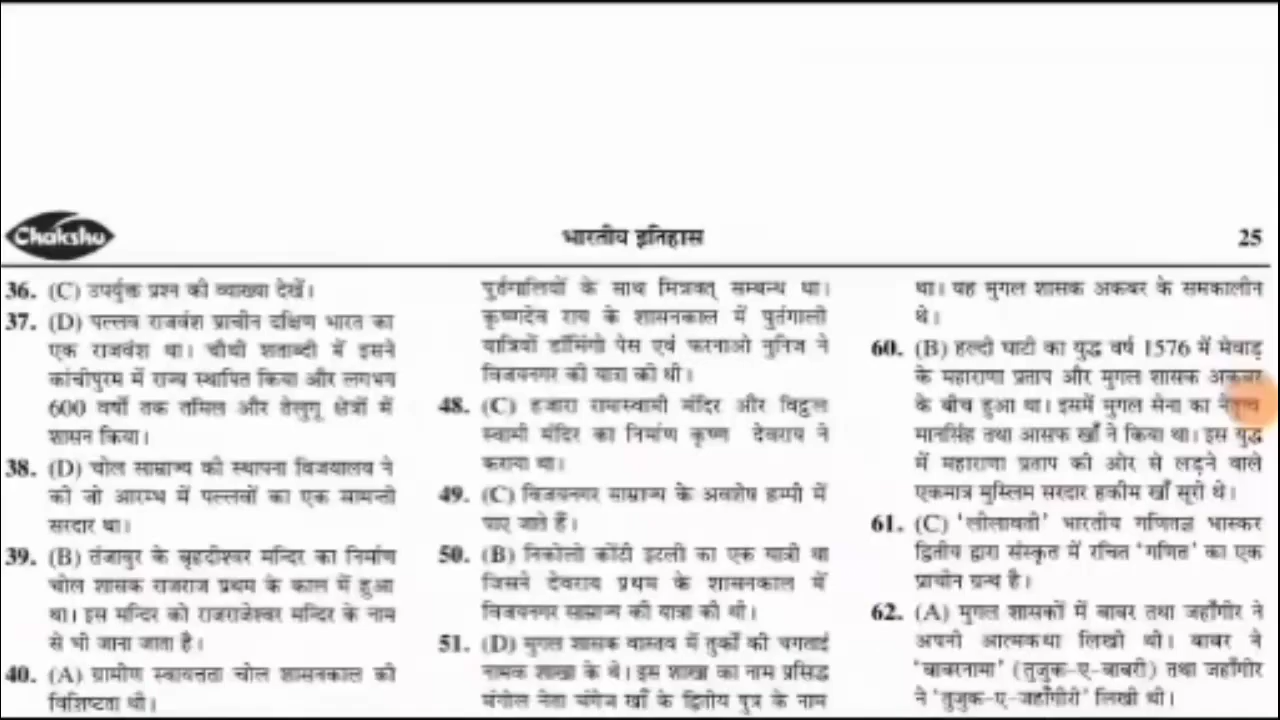 Chakshu
भारतीय इतिहास
25
36. (C) उपर्युक्त प्रश्न की व्याख्या देखें।
37. (D) पल्लव राजवंश प्राचीन दक्षिण भारत का
एक राजवंश था। चौथी शताब्दी में इसने
कांचीपुरम में राज्य स्थापित किया और लगभग
600 वर्षों तक तमिल और तेलुगू क्षेत्रों में
शासन किया।
38. (D) चोल साम्राज्य की स्थापना विजयालय ने
की जो आरम्भ में पल्लवों का एक सामन्ती
सरदार था।
39. (B) तंजावुर के बृहदीश्वर मन्दिर का निर्माण
चोल शासक राजराज प्रथम के काल में हुआ
था। इस मन्दिर को राजराजेश्वर मन्दिर के नाम
से भी जाना जाता है।
40. (A) ग्रामीण स्वायत्तता चोल शासनकाल की
विशिष्टता थी।
पुर्तगालियों के साथ मित्रवत् सम्बन्ध था।
कृष्णदेव राय के शासनकाल में पुर्तगाली
यात्रियों डॉमिंगो पेस एवं फरनाओ नुनिज ने
विजयनगर की यात्रा की थी।
48. (C) हजारा रामास्वामी मंदिर और विट्ठल
स्वामी मंदिर का निर्माण कृष्ण देवराय ने
कराया था।
49. (C) विजयनगर साम्राज्य के अवशेष हम्पी में
पाए जाते हैं।
50. (B) निकोलो कोंटी इटली का एक यात्री था
जिसने देवराय प्रथम के शासनकाल में
विजयनगर साम्राज्य की यात्रा की थी।
51. (D) मुगल शासक वास्तव में तुर्कों की चगताई
नामक शाखा के थे। इस शाखा का नाम प्रसिद्ध
मंगोल नेता चंगेज खाँ के द्वितीय पुत्र के नाम
था। यह मुगल शासक अकबर के समकालीन
थे।
60. (B) हल्दी घाटी का युद्ध वर्ष 1576 में मेवाड़
के महाराणा प्रताप और मुगल शासक अकबर
के बीच हुआ था। इसमें मुगल सेना का नेतृत्व
मानसिंह तथा आसफ खाँ ने किया था। इस युद्ध
में महाराणा प्रताप की ओर से लड़ने वाले
एकमात्र मुस्लिम सरदार हकीम खाँ सूरी थे।
61. (C) 'लीलावती' भारतीय गणितज्ञ भास्कर
द्वितीय द्वारा संस्कृत में रचित 'गणित' का एक
प्राचीन ग्रन्थ है।
62. (A) मुगल शासकों में बाबर तथा जहाँगीर ने
अपनी आत्मकथा लिखी थी। बाबर ने
'बाबरनामा' (तुजुक-ए-बाबरी) तथा जहाँगीर
ने 'तुजुक-ए-जहाँगीरी' लिखी थी।